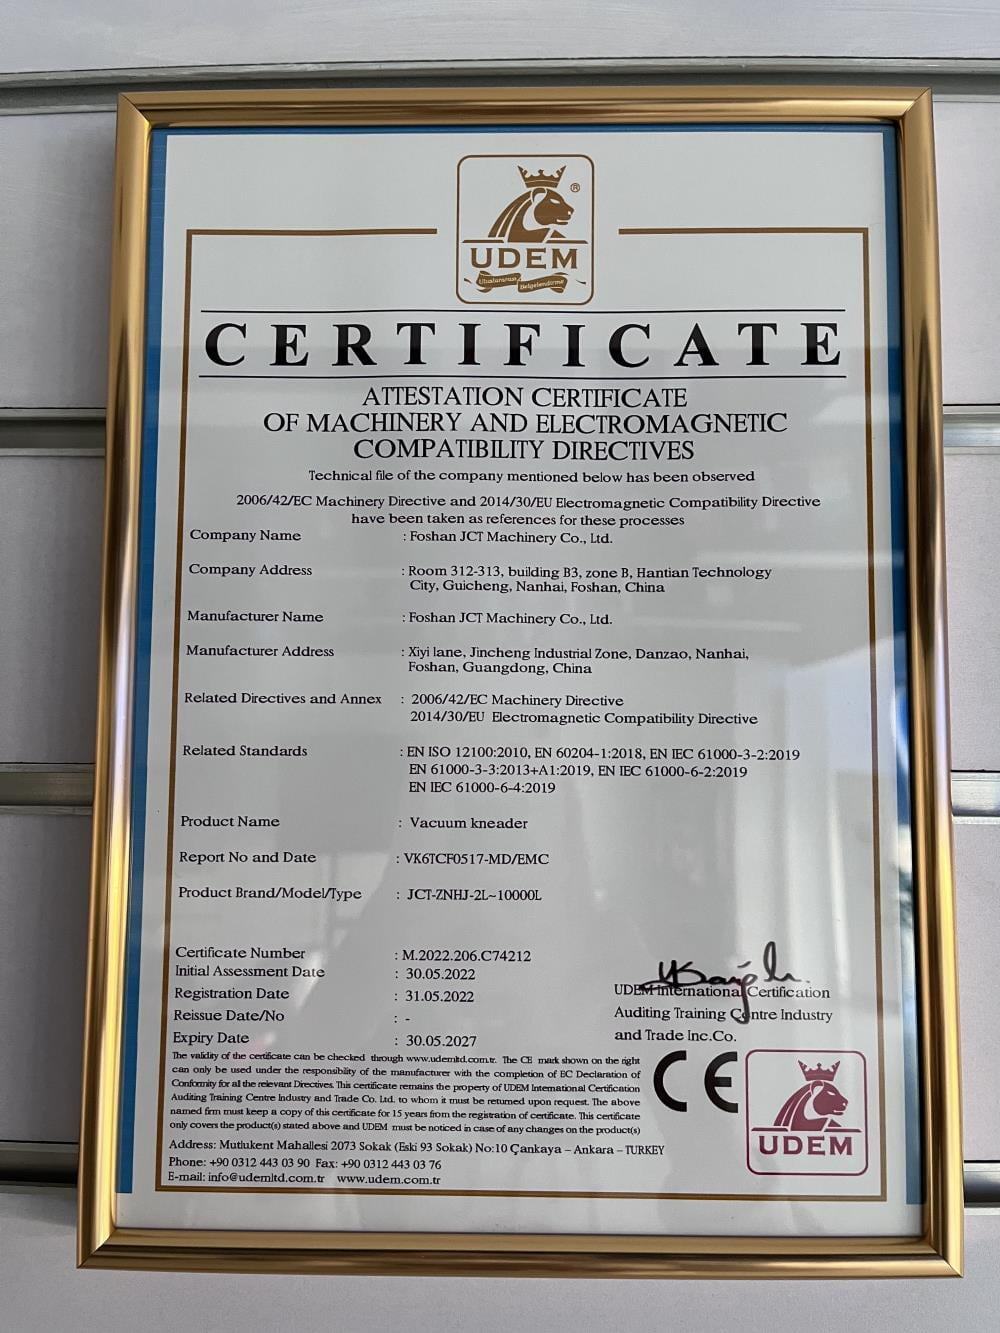 UDEM
®
Uluslararası Belgelendirme
CERTIFICATE
ATTESTATION CERTIFICATE
OF MACHINERY AND ELECTROMAGNETIC
COMPATIBILITY DIRECTIVES
Technical file of the company mentioned below has been observed
2006/42/EC Machinery Directive and 2014/30/EU Electromagnetic Compatibility Directive
have been taken as references for these processes
Company Name : Foshan JCT Machinery Co., Ltd.
Company Address : Room 312-313, building B3, zone B, Hantian Technology
City, Guicheng, Nanhai, Foshan, China
Manufacturer Name : Foshan JCT Machinery Co., Ltd.
Manufacturer Address : Xiyi lane, Jincheng Industrial Zone, Danzao, Nanhai,
Foshan, Guangdong, China
Related Directives and Annex : 2006/42/EC Machinery Directive
2014/30/EU Electromagnetic Compatibility Directive
Related Standards : EN ISO 12100:2010, EN 60204-1:2018, EN IEC 61000-3-2:2019
EN 61000-3-3:2013+A1:2019, EN IEC 61000-6-2:2019
EN IEC 61000-6-4:2019
Product Name : Vacuum kneader
Report No and Date : VK6TCF0517-MD/EMC
Product Brand/Model/Type : JCT-ZNHJ-2L~10000L
Certificate Number : M.2022.206.C74212
Initial Assessment Date : 30.05.2022
Registration Date : 31.05.2022
Reissue Date/No : -
Expiry Date : 30.05.2027
UDEM International Certification
Auditing Training Centre Industry
and Trade Inc.Co.
The validity of the certificate can be checked through www.udemltd.com.tr. The CE mark shown on the right
can only be used under the responsibility of the manufacturer with the completion of EC Declaration of
Conformity for all the relevant Directives. This certificate remains the property of UDEM International Certification
Auditing Training Centre Industry and Trade Co. Ltd. to whom it must be returned upon request. The above
named firm must keep a copy of this certificate for 15 years from the registration of certificate. This certificate
only covers the product(s) stated above and UDEM must be noticed in case of any changes on the product(s)
Address: Mutlukent Mahallesi 2073 Sokak (Eski 93 Sokak) No:10 Çankaya – Ankara – TURKEY
Phone: +90 0312 443 03 90 Fax: +90 0312 443 03 76
E-mail: info@udemltd.com.tr www.udem.com.tr
CE
UDEM